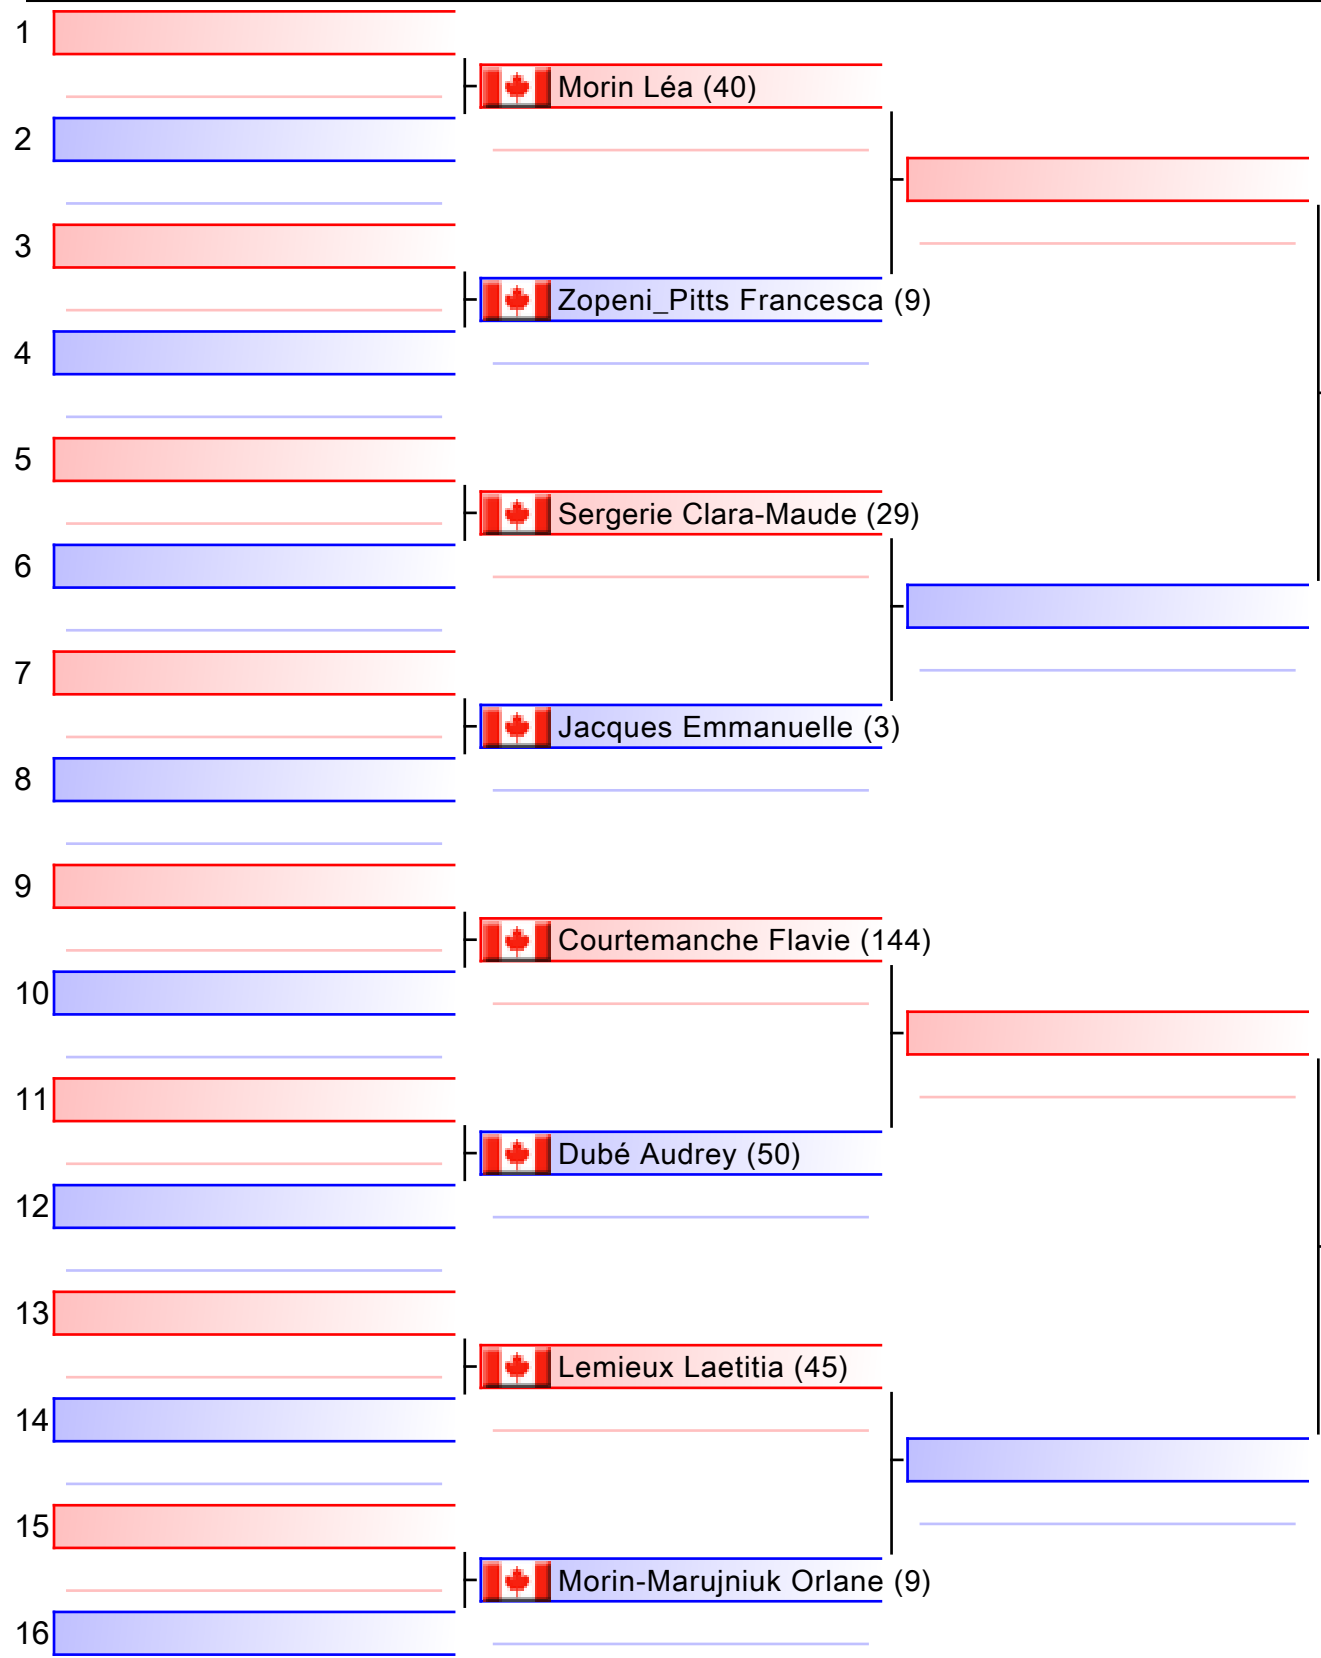 1
Morin Léa (40)
2
3
Zopeni_Pitts Francesca (9)
4
5
Sergerie Clara-Maude (29)
6
7
Jacques Emmanuelle (3)
8
9
Courtemanche Flavie (144)
10
11
Dubé Audrey (50)
12
13
Lemieux Laetitia (45)
14
15
Morin-Marujniuk Orlane (9)
16